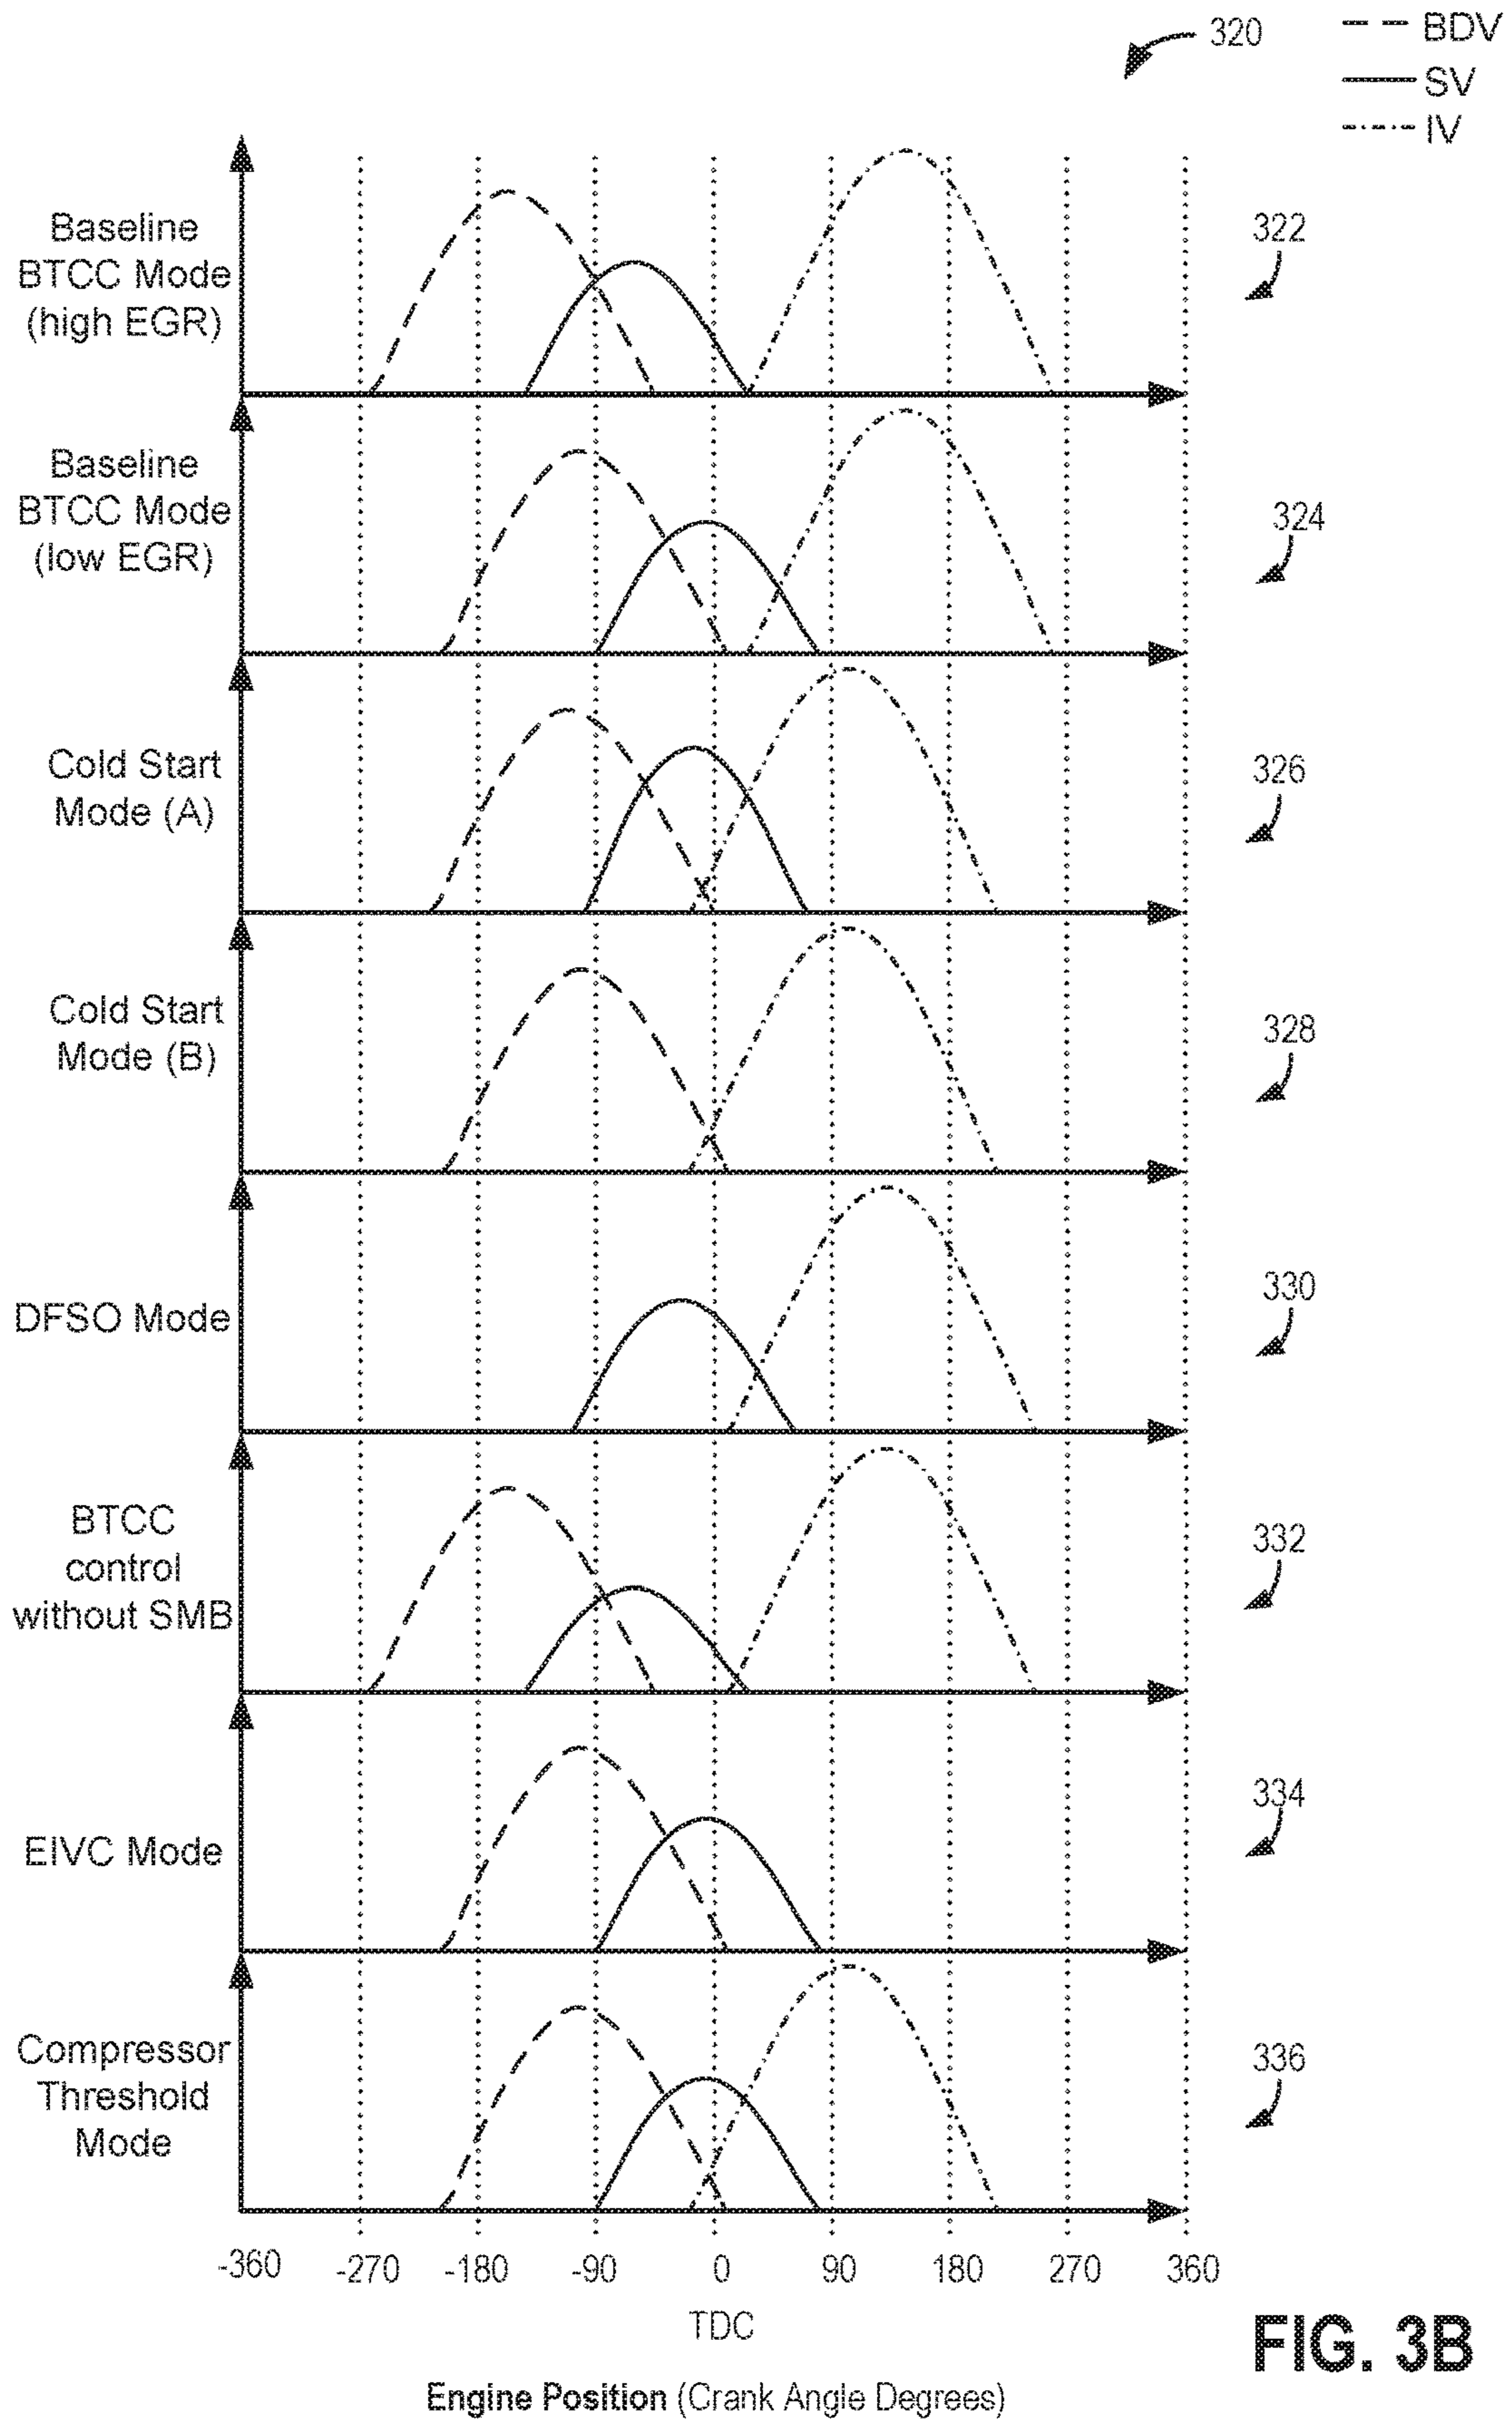 320
BDV
SV
IV
Baseline
BTCC Mode
(high EGR)
322
Baseline
BTCC Mode
(low EGR)
324
Cold Start
Mode (A)
326
Cold Start
Mode (B)
328
DFSO Mode
330
BTCC
control
without SMB
332
EIVC Mode
334
Compressor
Threshold
Mode
336
-360 -270 -180 -90 0 90 180 270 360
TDC
Engine Position (Crank Angle Degrees)
FIG. 3B